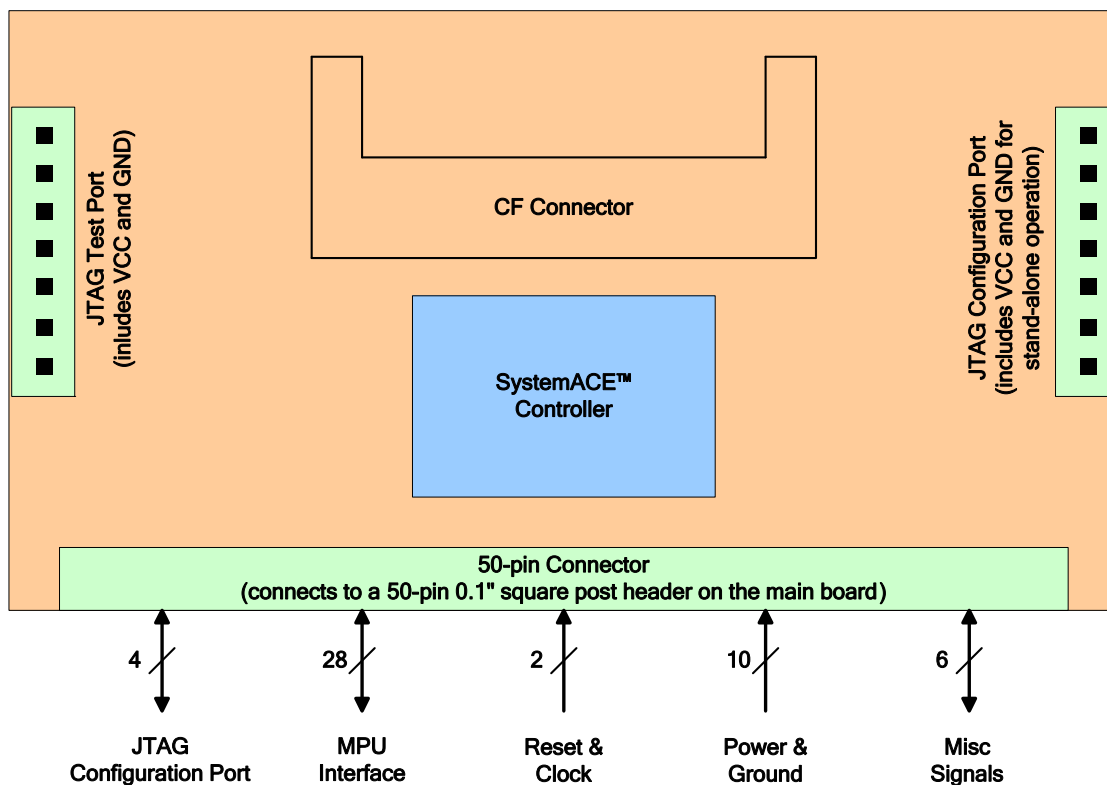 JTAG Test Port
(inludes VCC and GND)
CF Connector
JTAG Configuration Port
(includes VCC and GND for
stand-alone operation)
SystemACE™
Controller
50-pin Connector
(connects to a 50-pin 0.1" square post header on the main board)
4
28
2
10
6
JTAG
Configuration Port
MPU
Interface
Reset &
Clock
Power &
Ground
Misc
Signals